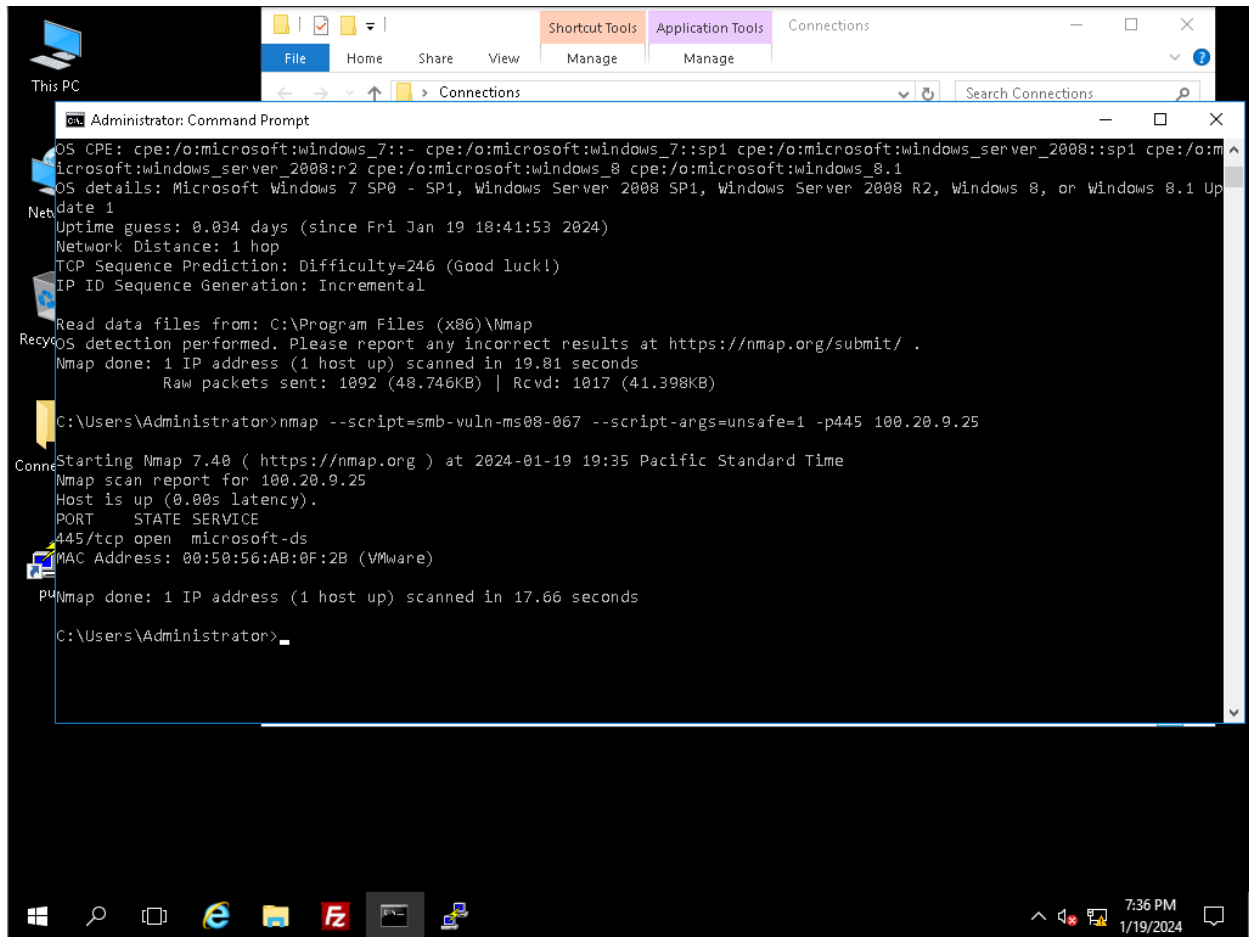 Shortcut Tools
Application Tools
Connections
File
Home
Share
View
Manage
Manage
This PC
Connections
Search Connections
Administrator: Command Prompt
OS CPE: cpe:/o:microsoft:windows_7::- cpe:/o:microsoft:windows_7::sp1 cpe:/o:microsoft:windows_server_2008::sp1 cpe:/o:m
icrosoft:windows_server_2008:r2 cpe:/o:microsoft:windows_8 cpe:/o:microsoft:windows_8.1
OS details: Microsoft Windows 7 SP0 - SP1, Windows Server 2008 SP1, Windows Server 2008 R2, Windows 8, or Windows 8.1 Up
date 1
Net
Uptime guess: 0.034 days (since Fri Jan 19 18:41:53 2024)
Network Distance: 1 hop
TCP Sequence Prediction: Difficulty=246 (Good luck!)
IP ID Sequence Generation: Incremental
Read data files from: C:\Program Files (x86)\Nmap
Recyc
OS detection performed. Please report any incorrect results at https://nmap.org/submit/ .
Nmap done: 1 IP address (1 host up) scanned in 19.81 seconds
Raw packets sent: 1092 (48.746KB) | Rcvd: 1017 (41.398KB)
C:\Users\Administrator>nmap --script=smb-vuln-ms08-067 --script-args=unsafe=1 -p445 100.20.9.25
Conne
Starting Nmap 7.40 ( https://nmap.org ) at 2024-01-19 19:35 Pacific Standard Time
Nmap scan report for 100.20.9.25
Host is up (0.00s latency).
PORT    STATE SERVICE
445/tcp open  microsoft-ds
MAC Address: 00:50:56:AB:0F:2B (VMware)
pu
Nmap done: 1 IP address (1 host up) scanned in 17.66 seconds
C:\Users\Administrator>
7:36 PM
1/19/2024